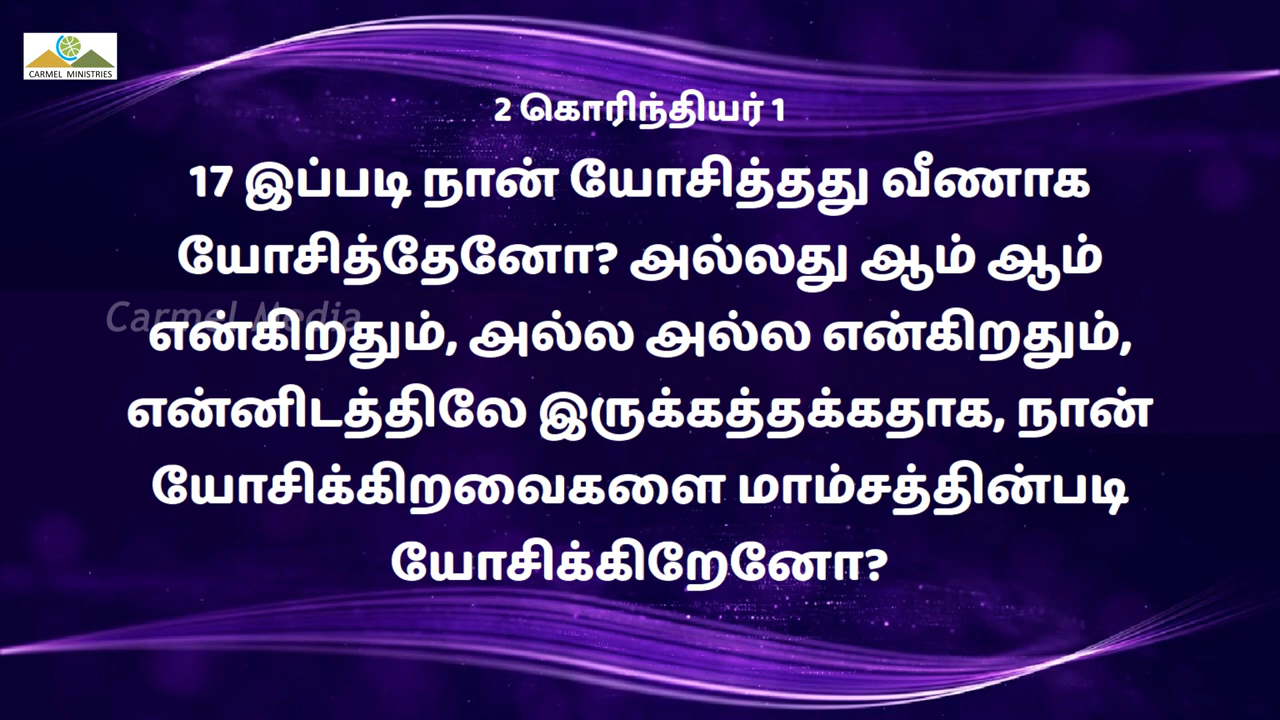 CARMEL MINISTRIES
2 கொரிந்தியர் 1
17 இப்படி நான் யோசித்தது வீணாக
யோசித்தேனோ? அல்லது ஆம் ஆம்
Carmel Media
என்கிறதும், அல்ல அல்ல என்கிறதும்,
என்னிடத்திலே இருக்கத்தக்கதாக, நான்
யோசிக்கிறவைகளை மாம்சத்தின்படி
யோசிக்கிறேனோ?